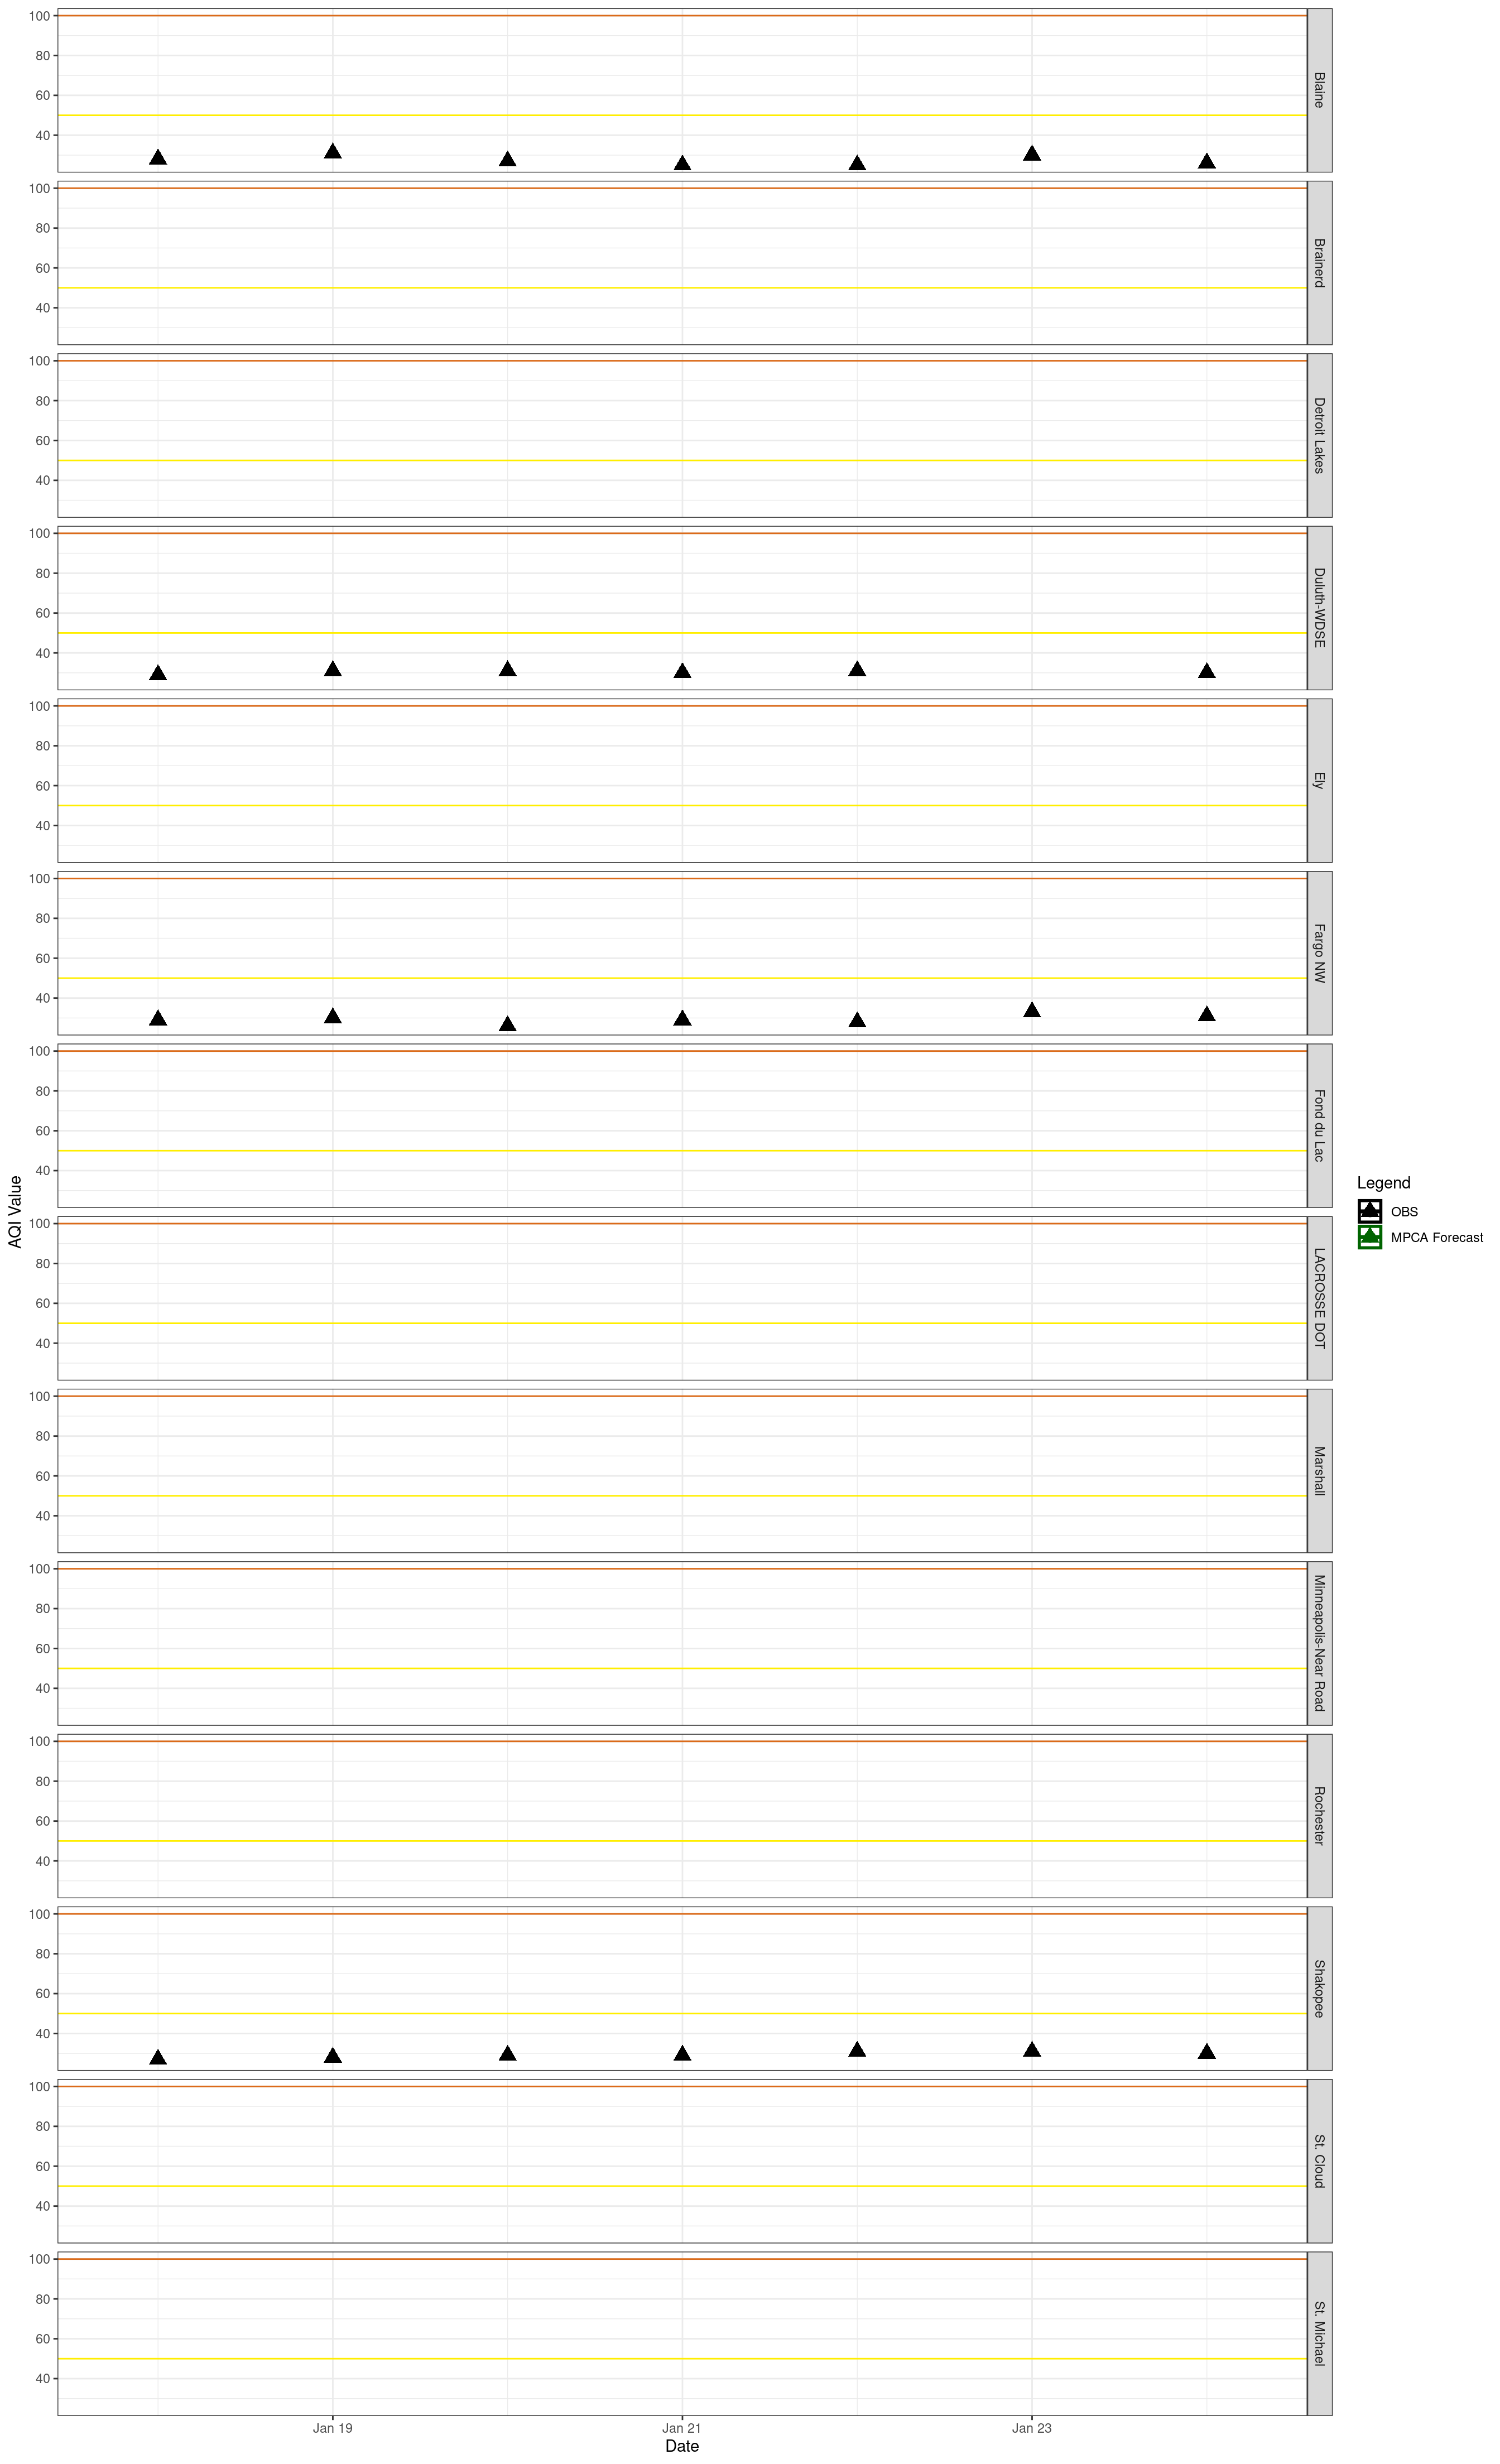 100
80
60
40
Blaine
100
80
60
40
Brainerd
100
80
60
40
Detroit Lakes
100
80
60
40
Duluth-WDSE
100
80
60
40
Ely
100
80
60
40
Fargo NW
100
80
60
40
Fond du Lac
100
80
60
40
LACROSSE DOT
100
80
60
40
Marshall
100
80
60
40
Minneapolis-Near Road
100
80
60
40
Rochester
100
80
60
40
Shakopee
100
80
60
40
St. Cloud
100
80
60
40
St. Michael
Jan 19
Jan 21
Jan 23
Date
AQI Value
Legend
OBS
MPCA Forecast